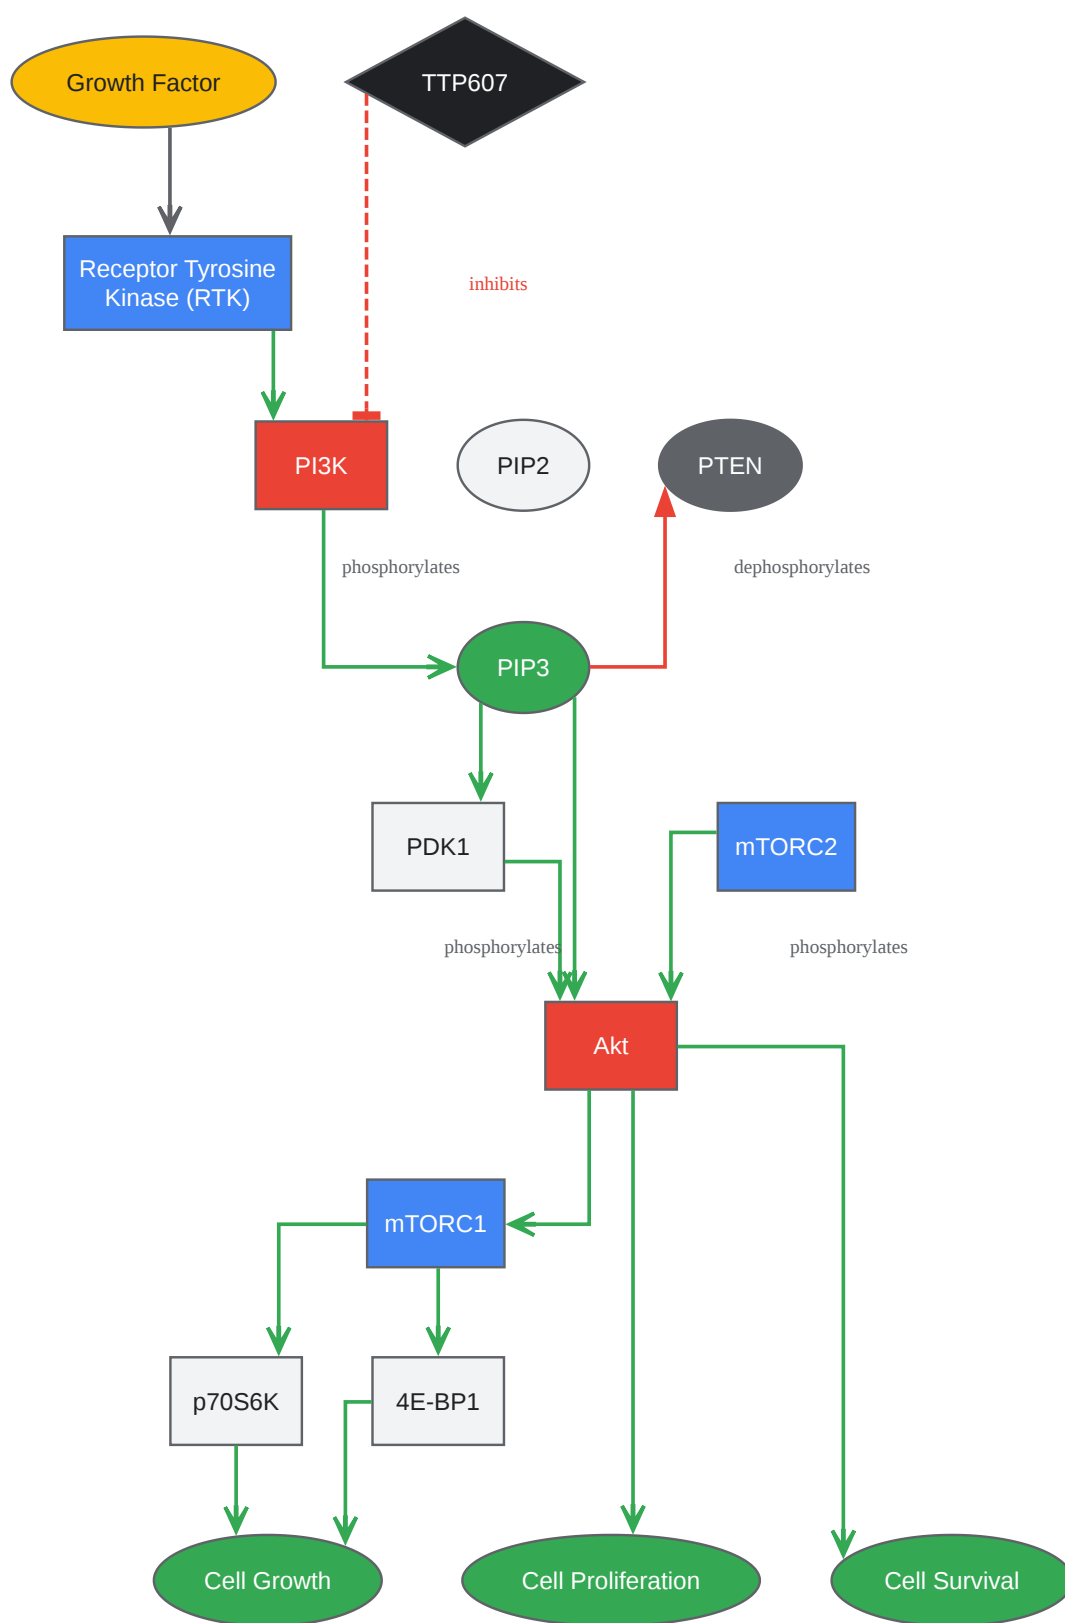 Growth Factor
TTP607
Receptor Tyrosine
Kinase (RTK)
inhibits
PI3K
PIP2
PTEN
phosphorylates
dephosphorylates
PIP3
PDK1
mTORC2
phosphorylates
phosphorylates
Akt
mTORC1
p70S6K
4E-BP1
Cell Growth
Cell Proliferation
Cell Survival